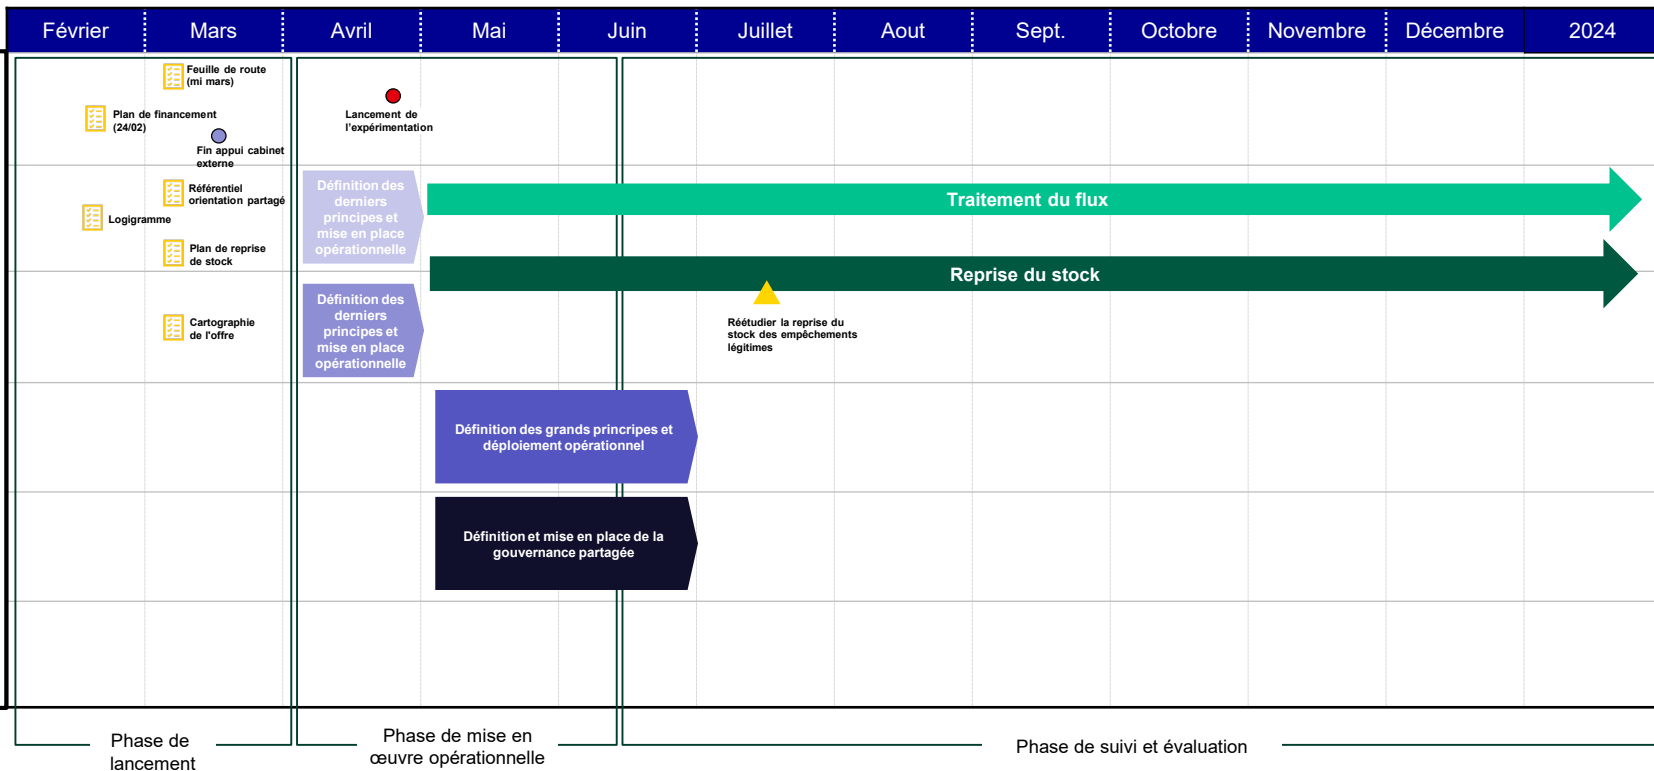 Février Mars Avril Mai Juin Juillet Aout Sept. Octobre Novembre Décembre 2024
Feuille de route
(mi mars)
Plan de financement
(24/02)
Fin appui cabinet
externe
Lancement de
l'expérimentation
Référentiel
orientation partagé
Logigramme
Plan de reprise
de stock
Définition des
derniers
principes et
mise en place
opérationnelle
Traitement du flux
Reprise du stock
Cartographie
de l'offre
Définition des
derniers
principes et
mise en place
opérationnelle
Réétudier la reprise du
stock des empêchements
légitimes
Définition des grands princripes et
déploiement opérationnel
Définition et mise en place de la
gouvernance partagée
Phase de
lancement
Phase de mise en
œuvre opérationnelle
Phase de suivi et évaluation